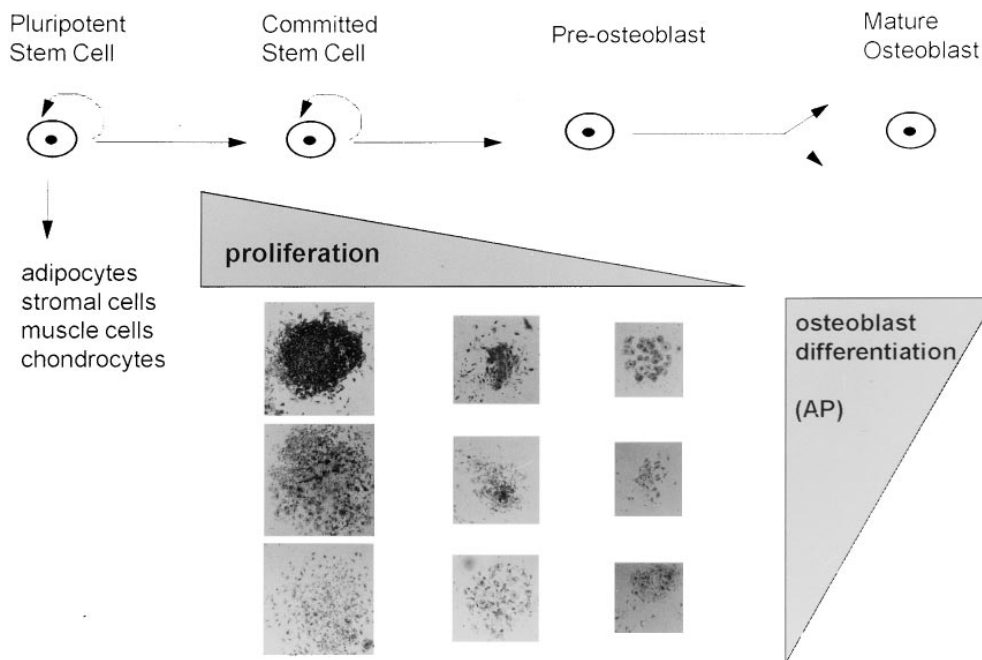 Pluripotent
Stem Cell
Committed
Stem Cell
Pre-osteoblast
Mature
Osteoblast
proliferation
adipocytes
stromal cells
muscle cells
chondrocytes
osteoblast
differentiation
(AP)